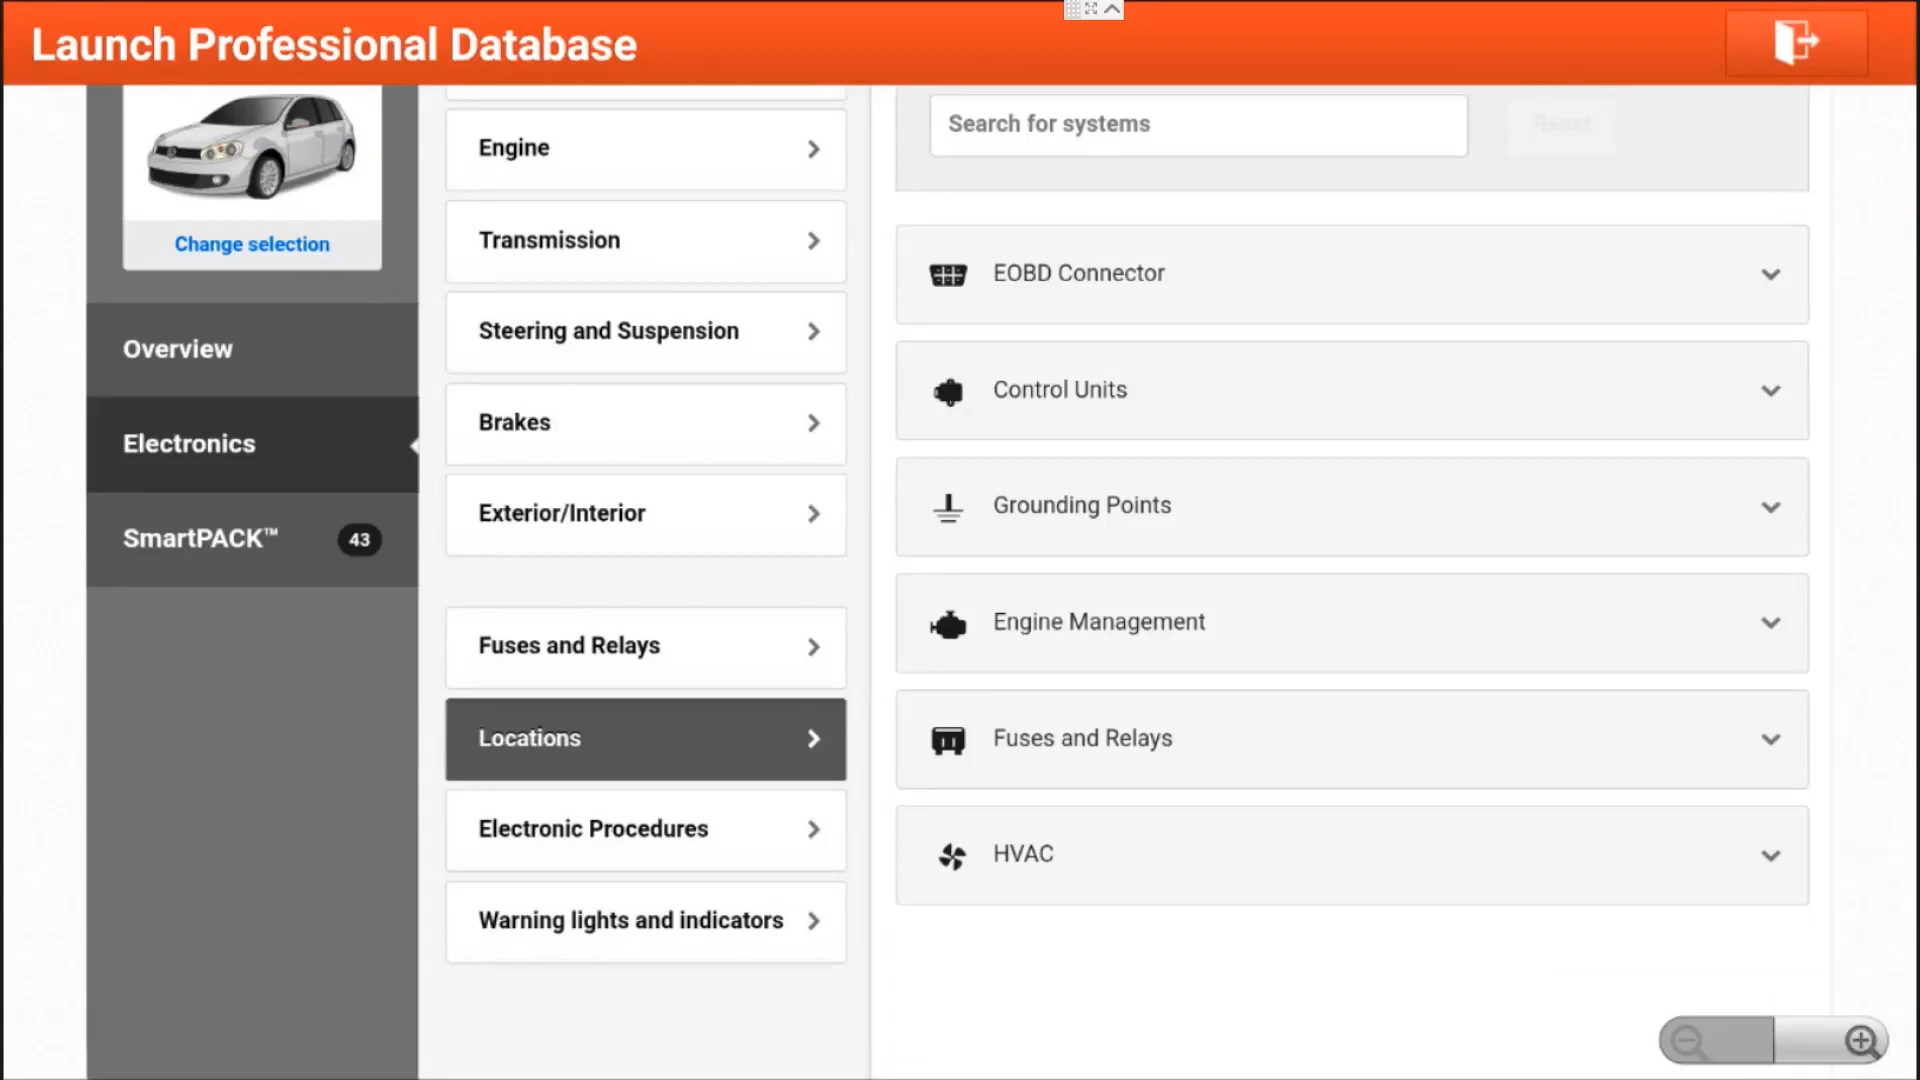 Launch Professional Database
Change selection
Overview
Electronics
SmartPACK™ 43
Engine
Transmission
Steering and Suspension
Brakes
Exterior/Interior
Fuses and Relays
Locations
Electronic Procedures
Warning lights and indicators
Search for systems
Reset
EOBD Connector
Control Units
Grounding Points
Engine Management
Fuses and Relays
HVAC